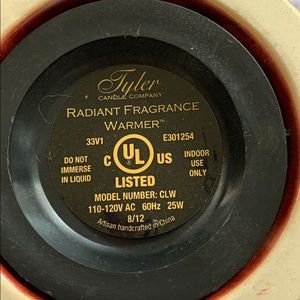 Tyler
CANDLE COMPANY
RADIANT FRAGRANCE
WARMER™
33V1 E301254
DO NOT IMMERSE IN LIQUID
C UL US
INDOOR USE ONLY
LISTED
MODEL NUMBER: CLW
110-120V AC 60Hz 25W
8/12
Artisan handcrafted in China